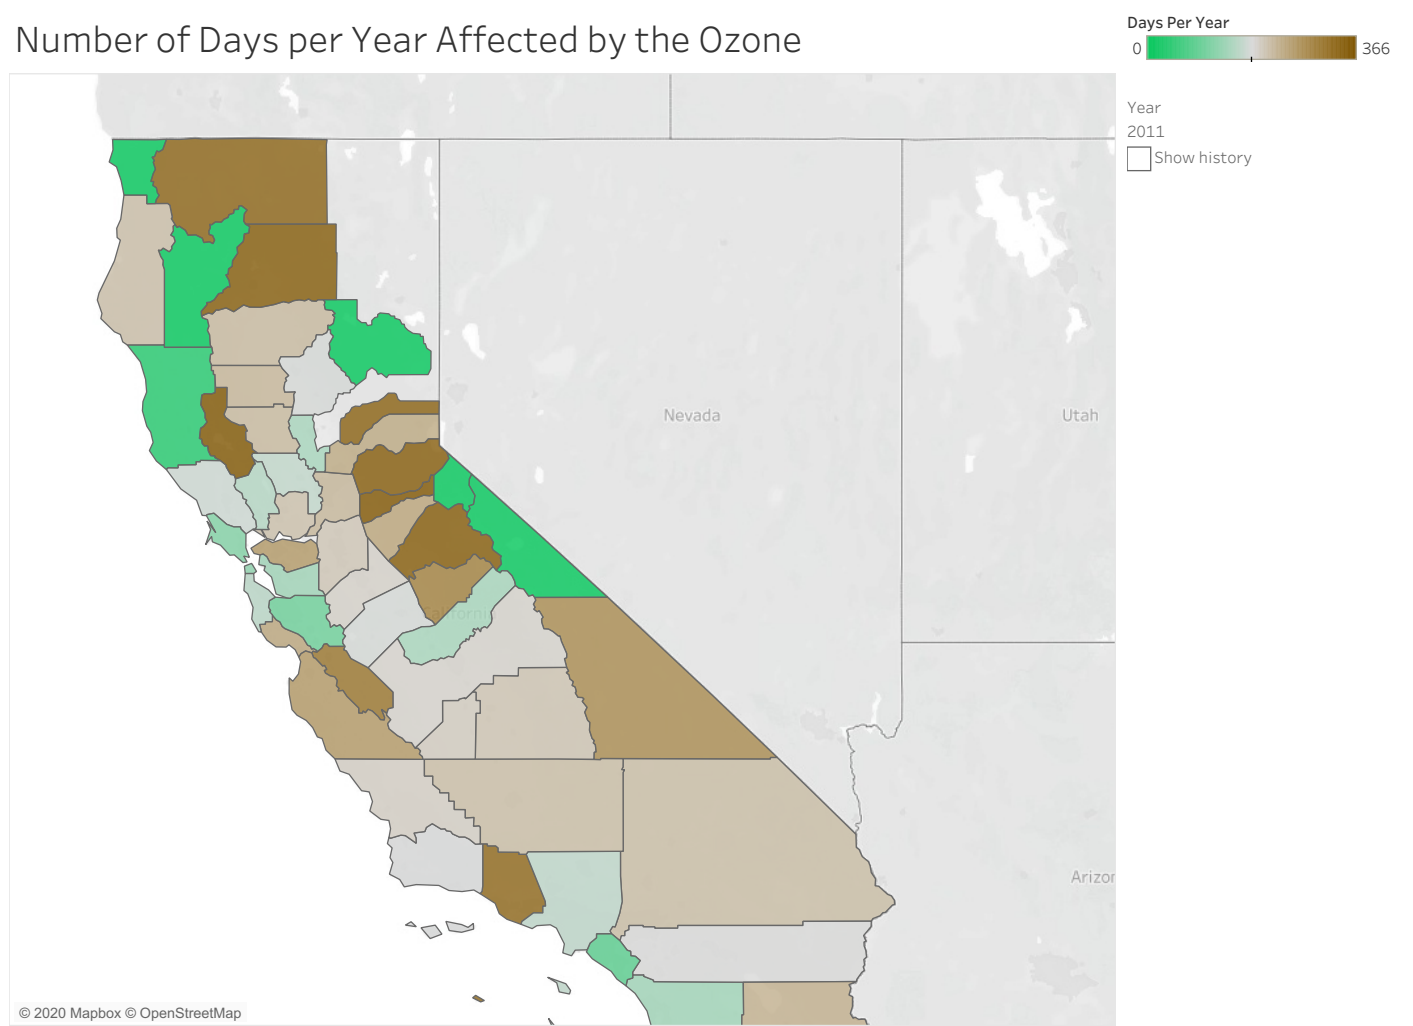 Number of Days per Year Affected by the Ozone
Days Per Year
0 366
Year
2011
Show history
Nevada
Utah
California
Arizor
© 2020 Mapbox © OpenStreetMap